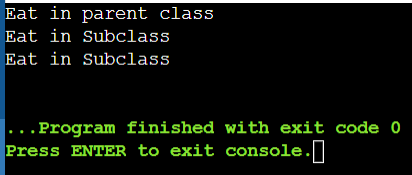 Eat in parent class
Eat in Subclass
Eat in Subclass
...Program finished with exit code 0
Press ENTER to exit console.